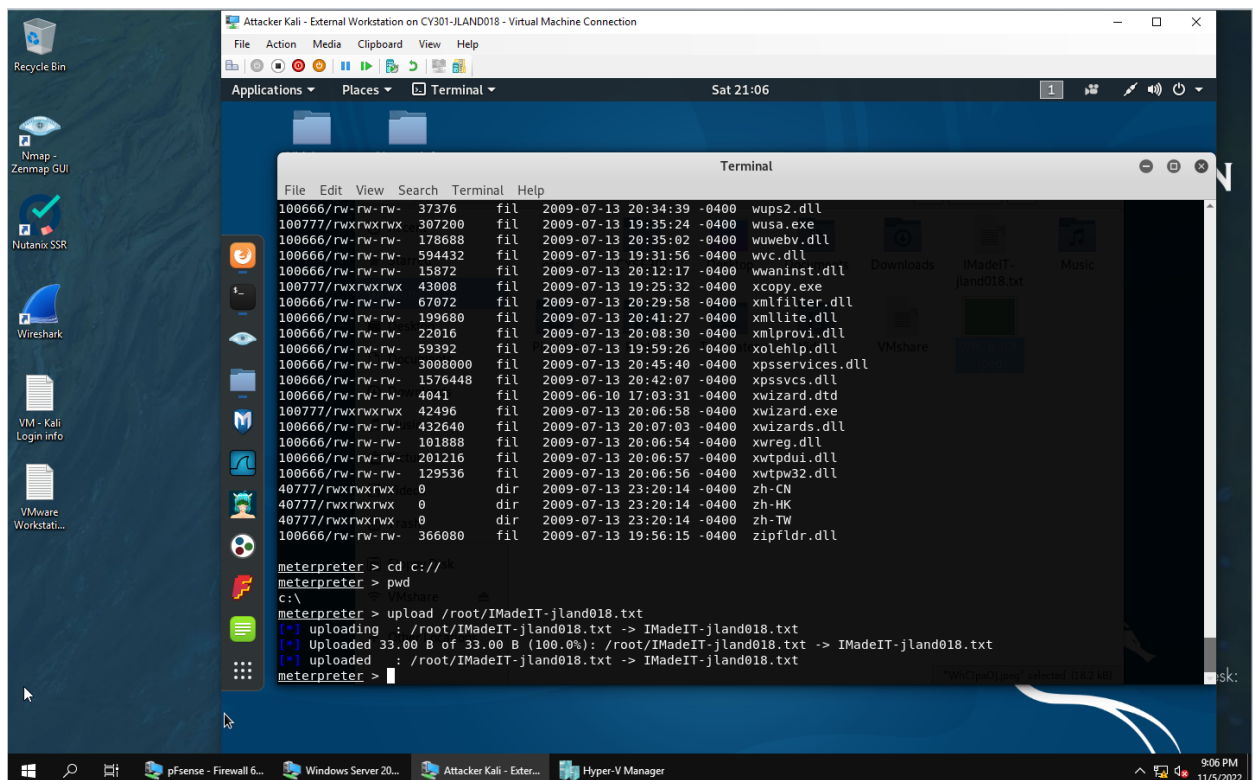 Recycle Bin
Nmap -
Zenmap GUI
Nutanix SSR
Wireshark
VM - Kali
Login info
VMware
Workstati...
Attacker Kali - External Workstation on CY301-JLAND018 - Virtual Machine Connection
File Action Media Clipboard View Help
Applications Places Terminal Sat 21:06 1
Terminal
File Edit View Search Terminal Help
100666/rw-rw-rw- 37376 fil 2009-07-13 20:34:39 -0400 wups2.dll
100777/rwxrwxrwx 307200 fil 2009-07-13 19:35:24 -0400 wusa.exe
100666/rw-rw-rw- 178688 fil 2009-07-13 20:35:02 -0400 wuwebv.dll
100666/rw-rw-rw- 594432 fil 2009-07-13 19:31:56 -0400 wvc.dll
100666/rw-rw-rw- 15872 fil 2009-07-13 20:12:17 -0400 wwaninst.dll
100777/rwxrwxrwx 43008 fil 2009-07-13 19:25:32 -0400 xcopy.exe
100666/rw-rw-rw- 67072 fil 2009-07-13 20:29:58 -0400 xmlfilter.dll
100666/rw-rw-rw- 199680 fil 2009-07-13 20:41:27 -0400 xmllite.dll
100666/rw-rw-rw- 22016 fil 2009-07-13 20:08:30 -0400 xmlprovi.dll
100666/rw-rw-rw- 59392 fil 2009-07-13 19:59:26 -0400 xolehlp.dll
100666/rw-rw-rw- 3008000 fil 2009-07-13 20:45:40 -0400 xpsservices.dll
100666/rw-rw-rw- 1576448 fil 2009-07-13 20:42:07 -0400 xpssvcs.dll
100666/rw-rw-rw- 4041 fil 2009-06-10 17:03:31 -0400 xwizard.dtd
100777/rwxrwxrwx 42496 fil 2009-07-13 20:06:58 -0400 xwizard.exe
100666/rw-rw-rw- 432640 fil 2009-07-13 20:07:03 -0400 xwizards.dll
100666/rw-rw-rw- 101888 fil 2009-07-13 20:06:54 -0400 xwreg.dll
100666/rw-rw-rw- 201216 fil 2009-07-13 20:06:57 -0400 xwtpdui.dll
100666/rw-rw-rw- 129536 fil 2009-07-13 20:06:56 -0400 xwtpw32.dll
40777/rwxrwxrwx 0 dir 2009-07-13 23:20:14 -0400 zh-CN
40777/rwxrwxrwx 0 dir 2009-07-13 23:20:14 -0400 zh-HK
40777/rwxrwxrwx 0 dir 2009-07-13 23:20:14 -0400 zh-TW
100666/rw-rw-rw- 366080 fil 2009-07-13 19:56:15 -0400 zipfldr.dll
meterpreter > cd c://
meterpreter > pwd
c:\
meterpreter > upload /root/IMadeIT-jland018.txt
[*] uploading : /root/IMadeIT-jland018.txt -> IMadeIT-jland018.txt
[*] Uploaded 33.00 B of 33.00 B (100.0%): /root/IMadeIT-jland018.txt -> IMadeIT-jland018.txt
[*] uploaded : /root/IMadeIT-jland018.txt -> IMadeIT-jland018.txt
meterpreter >
Downloads
IMadeIT-
jland018.txt
Music
VMshare
VMshare
N
sk:
pFsense - Firewall 6...
Windows Server 20...
Attacker Kali - Exter...
Hyper-V Manager
9:06 PM
11/5/2022